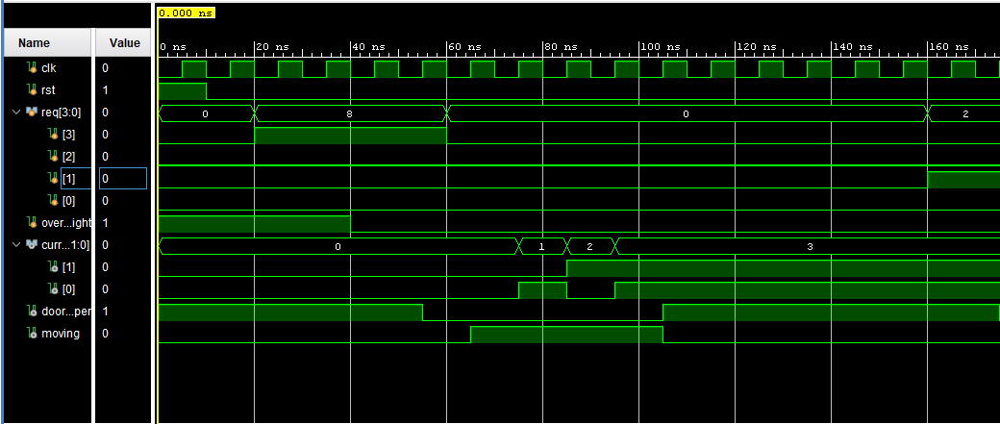 0.000 ns
Name Value
0 ns 20 ns 40 ns 60 ns 80 ns 100 ns 120 ns 140 ns 160 ns
clk 0
rst 1
req[3:0] 0 0 8 0 2
[3] 0
[2] 0
[1] 0
[0] 0
over...ight 1
curr...1:0] 0 0 1 2 3
[1] 0
[0] 0
door...per 1
moving 0